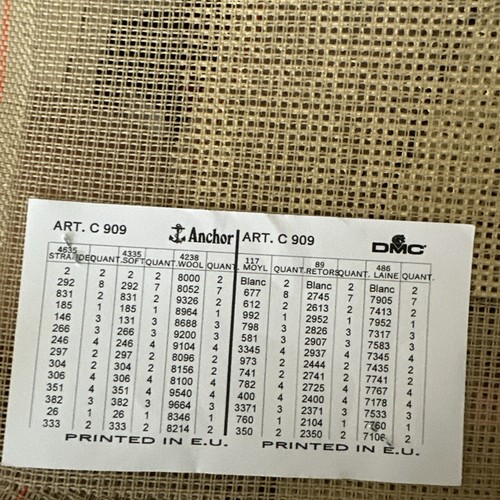 ART. C 909 Anchor
4635 4335 4238
STRANDED QUANT. SOFT QUANT. WOOL QUANT.
2 2 2 2 8000 2
292 8 292 7 8052 7
831 2 831 2 9326 2
185 1 185 1 8964 1
146 3 131 3 8688 3
266 3 266 3 9200 3
246 4 246 4 9104 4
297 2 297 2 8096 2
304 2 304 2 8156 2
306 4 306 4 8100 4
351 4 351 4 9540 4
382 3 382 3 9664 3
26 1 26 1 8346 1
333 2 333 2 8214 2
PRINTED IN E.U.
ART. C 909 DMC
117 89 486
MOYL QUANT. RETORS QUANT. LAINE QUANT.
Blanc 2 Blanc 2 Blanc 2
677 8 2745 7 7905 7
612 2 2613 2 7413 2
992 1 2952 1 7952 1
798 3 2826 3 7317 3
581 3 2907 3 7583 3
3345 4 2937 4 7345 4
973 2 2444 2 7435 2
741 2 2741 2 7741 2
782 4 2725 4 7767 4
400 4 2400 4 7178 4
3371 3 2371 3 7533 3
760 1 2104 1 7760 1
350 2 2350 2 7106 2
PRINTED IN E.U.